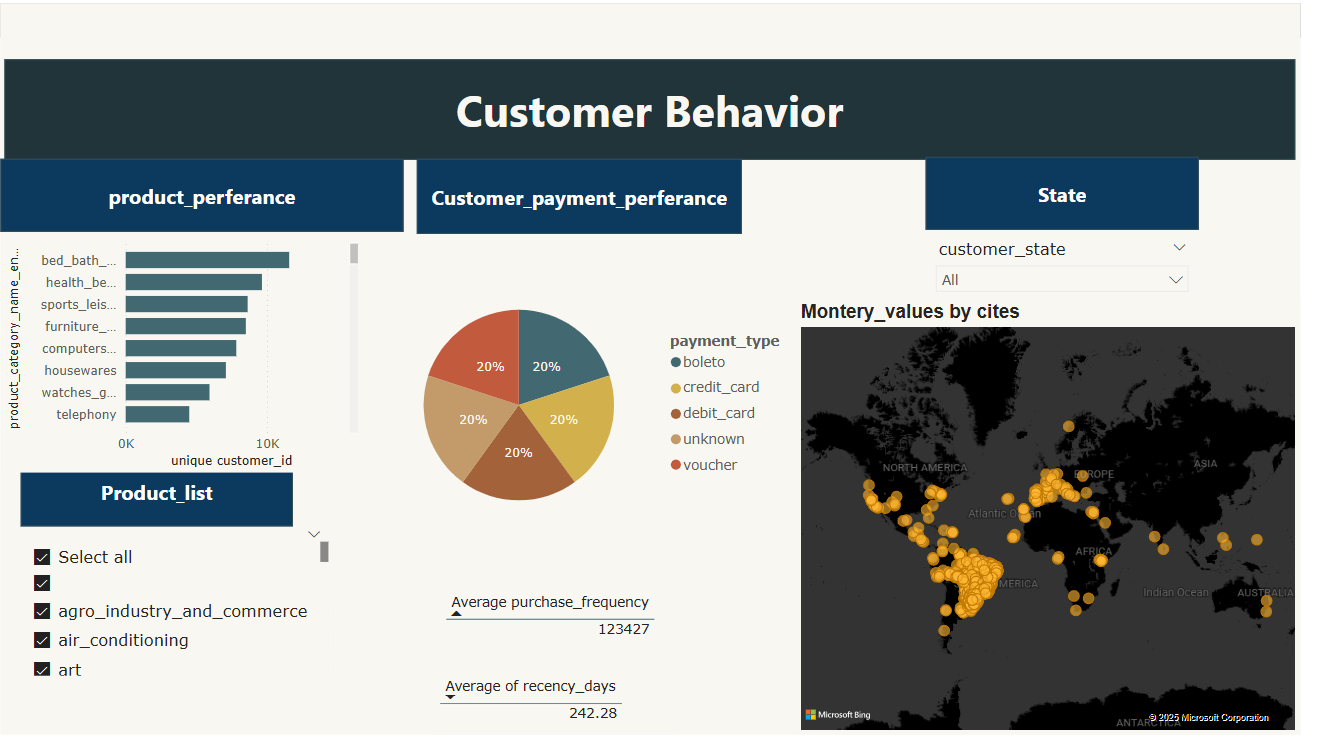 Customer Behavior
product_perferance
Customer_payment_perferance
State
product_category_name_en...
bed_bath_...
health_be...
sports_leis...
furniture_...
computers...
housewares
watches_g...
telephony
0K 10K
unique customer_id
Product_list
Select all
agro_industry_and_commerce
air_conditioning
art
20%
20%
20%
20%
20%
payment_type
boleto
credit_card
debit_card
unknown
voucher
Average purchase_frequency
123427
Average of recency_days
242.28
customer_state
All
Montery_values by cites
NORTH AMERICA
EUROPE
ASIA
Atlantic Ocean
AFRICA
AMERICA
Indian Ocean
AUSTRALIA
ANTARCTICA
Microsoft Bing
© 2025 Microsoft Corporation